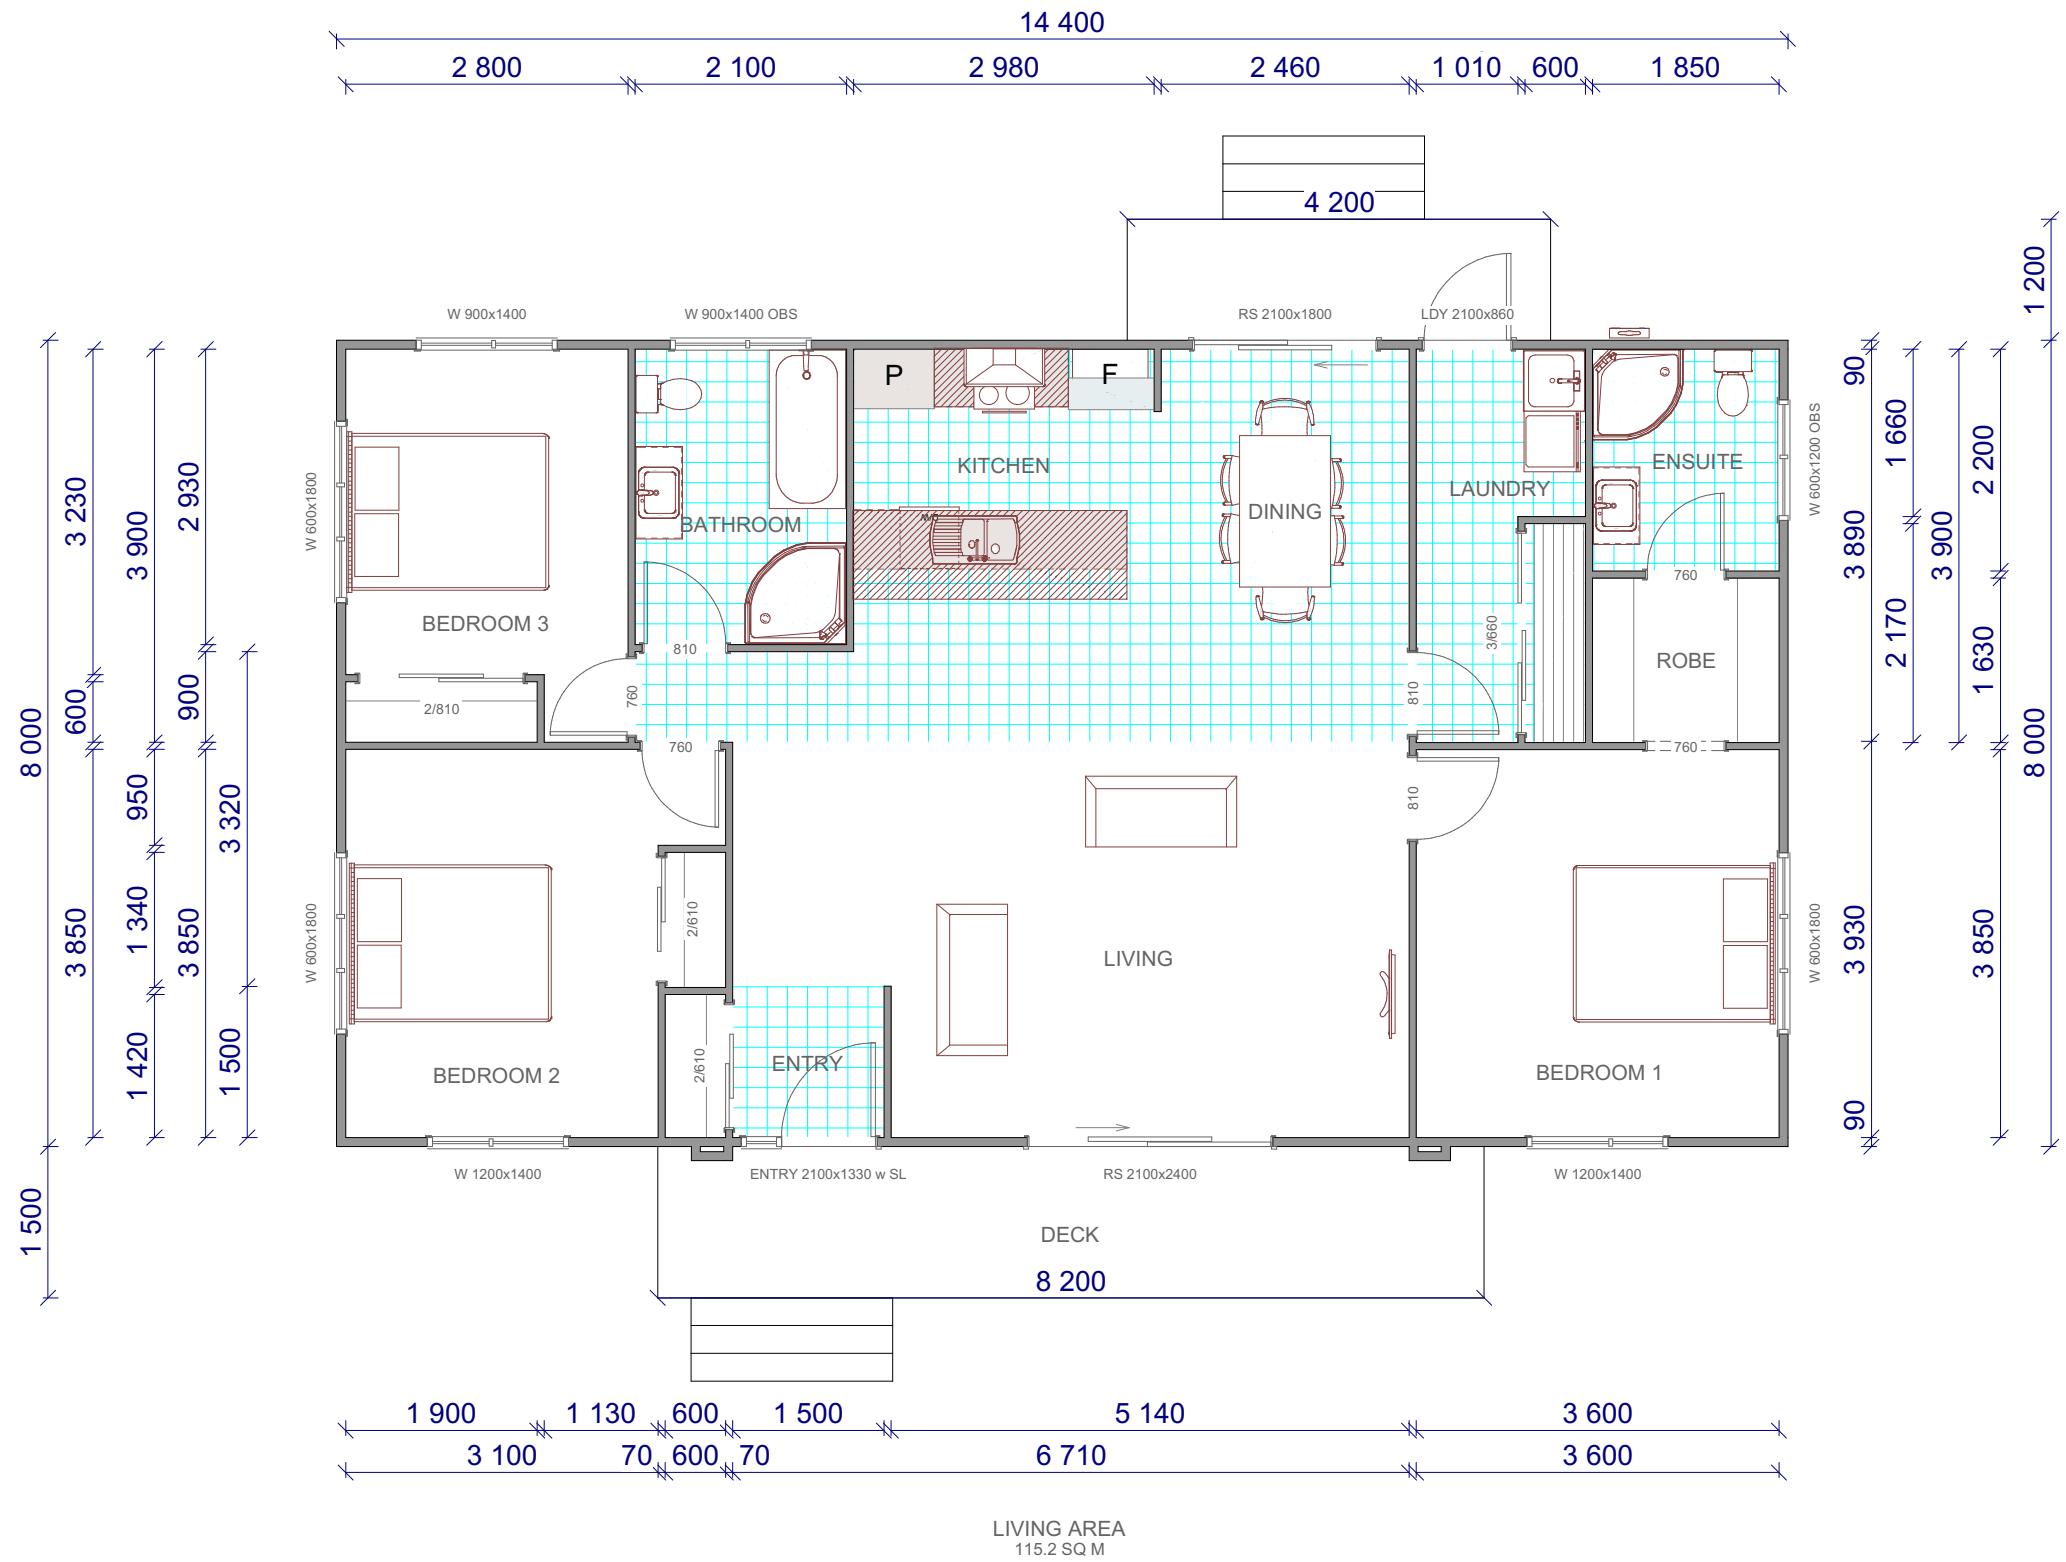 14 400
2 800
2 100
2 980
2 460
1 010
600
1 850
4 200
1 200
W 900x1400
W 900x1400 OBS
RS 2100x1800
LDY 2100x860
P
F
90
1 660
2 200
W 600x1200 OBS
KITCHEN
ENSUITE
LAUNDRY
DINING
BATHROOM
W 600x1800
3 230
3 900
2 930
3 890
3 900
760
BEDROOM 3
810
3/660
2 170
1 630
ROBE
600
900
2/810
760
810
8 000
8 000
760
760
950
3 320
810
3 850
1 340
3 850
W 600x1800
2/610
LIVING
W 600x1800
3 930
3 850
1 420
1 500
BEDROOM 2
2/610
ENTRY
BEDROOM 1
90
W 1200x1400
ENTRY 2100x1330 w SL
RS 2100x2400
W 1200x1400
1 500
DECK
8 200
1 900
1 130
600
1 500
5 140
3 600
3 100
70
600
70
6 710
3 600
LIVING AREA
115.2 SQ M